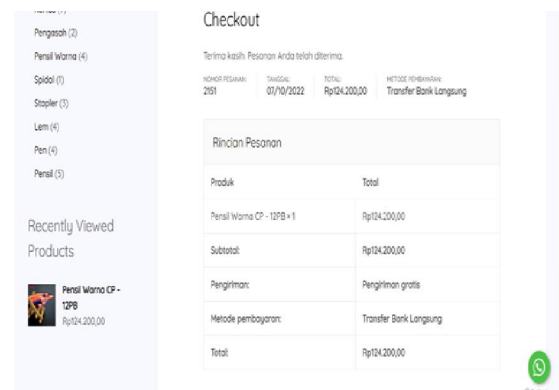 Pengasah (2)
Pensil Warna (4)
Spidol (1)
Stapler (3)
Lem (4)
Pen (4)
Pensil (3)
Recently Viewed
Products
Pensil Warna CP -
12PB
Rp124.200,00
Checkout
Terima kasih. Pesanan Anda telah diterima.
NOMOR PESANAN: TANGGAL: TOTAL: METODE PEMBAYARAN:
2151 07/10/2022 Rp124.200,00 Transfer Bank Langsung
Rincian Pesanan
Produk Total
Pensil Warna CP - 12PB × 1 Rp124.200,00
Subtotal: Rp124.200,00
Pengiriman: Pengiriman gratis
Metode pembayaran: Transfer Bank Langsung
Total: Rp124.200,00